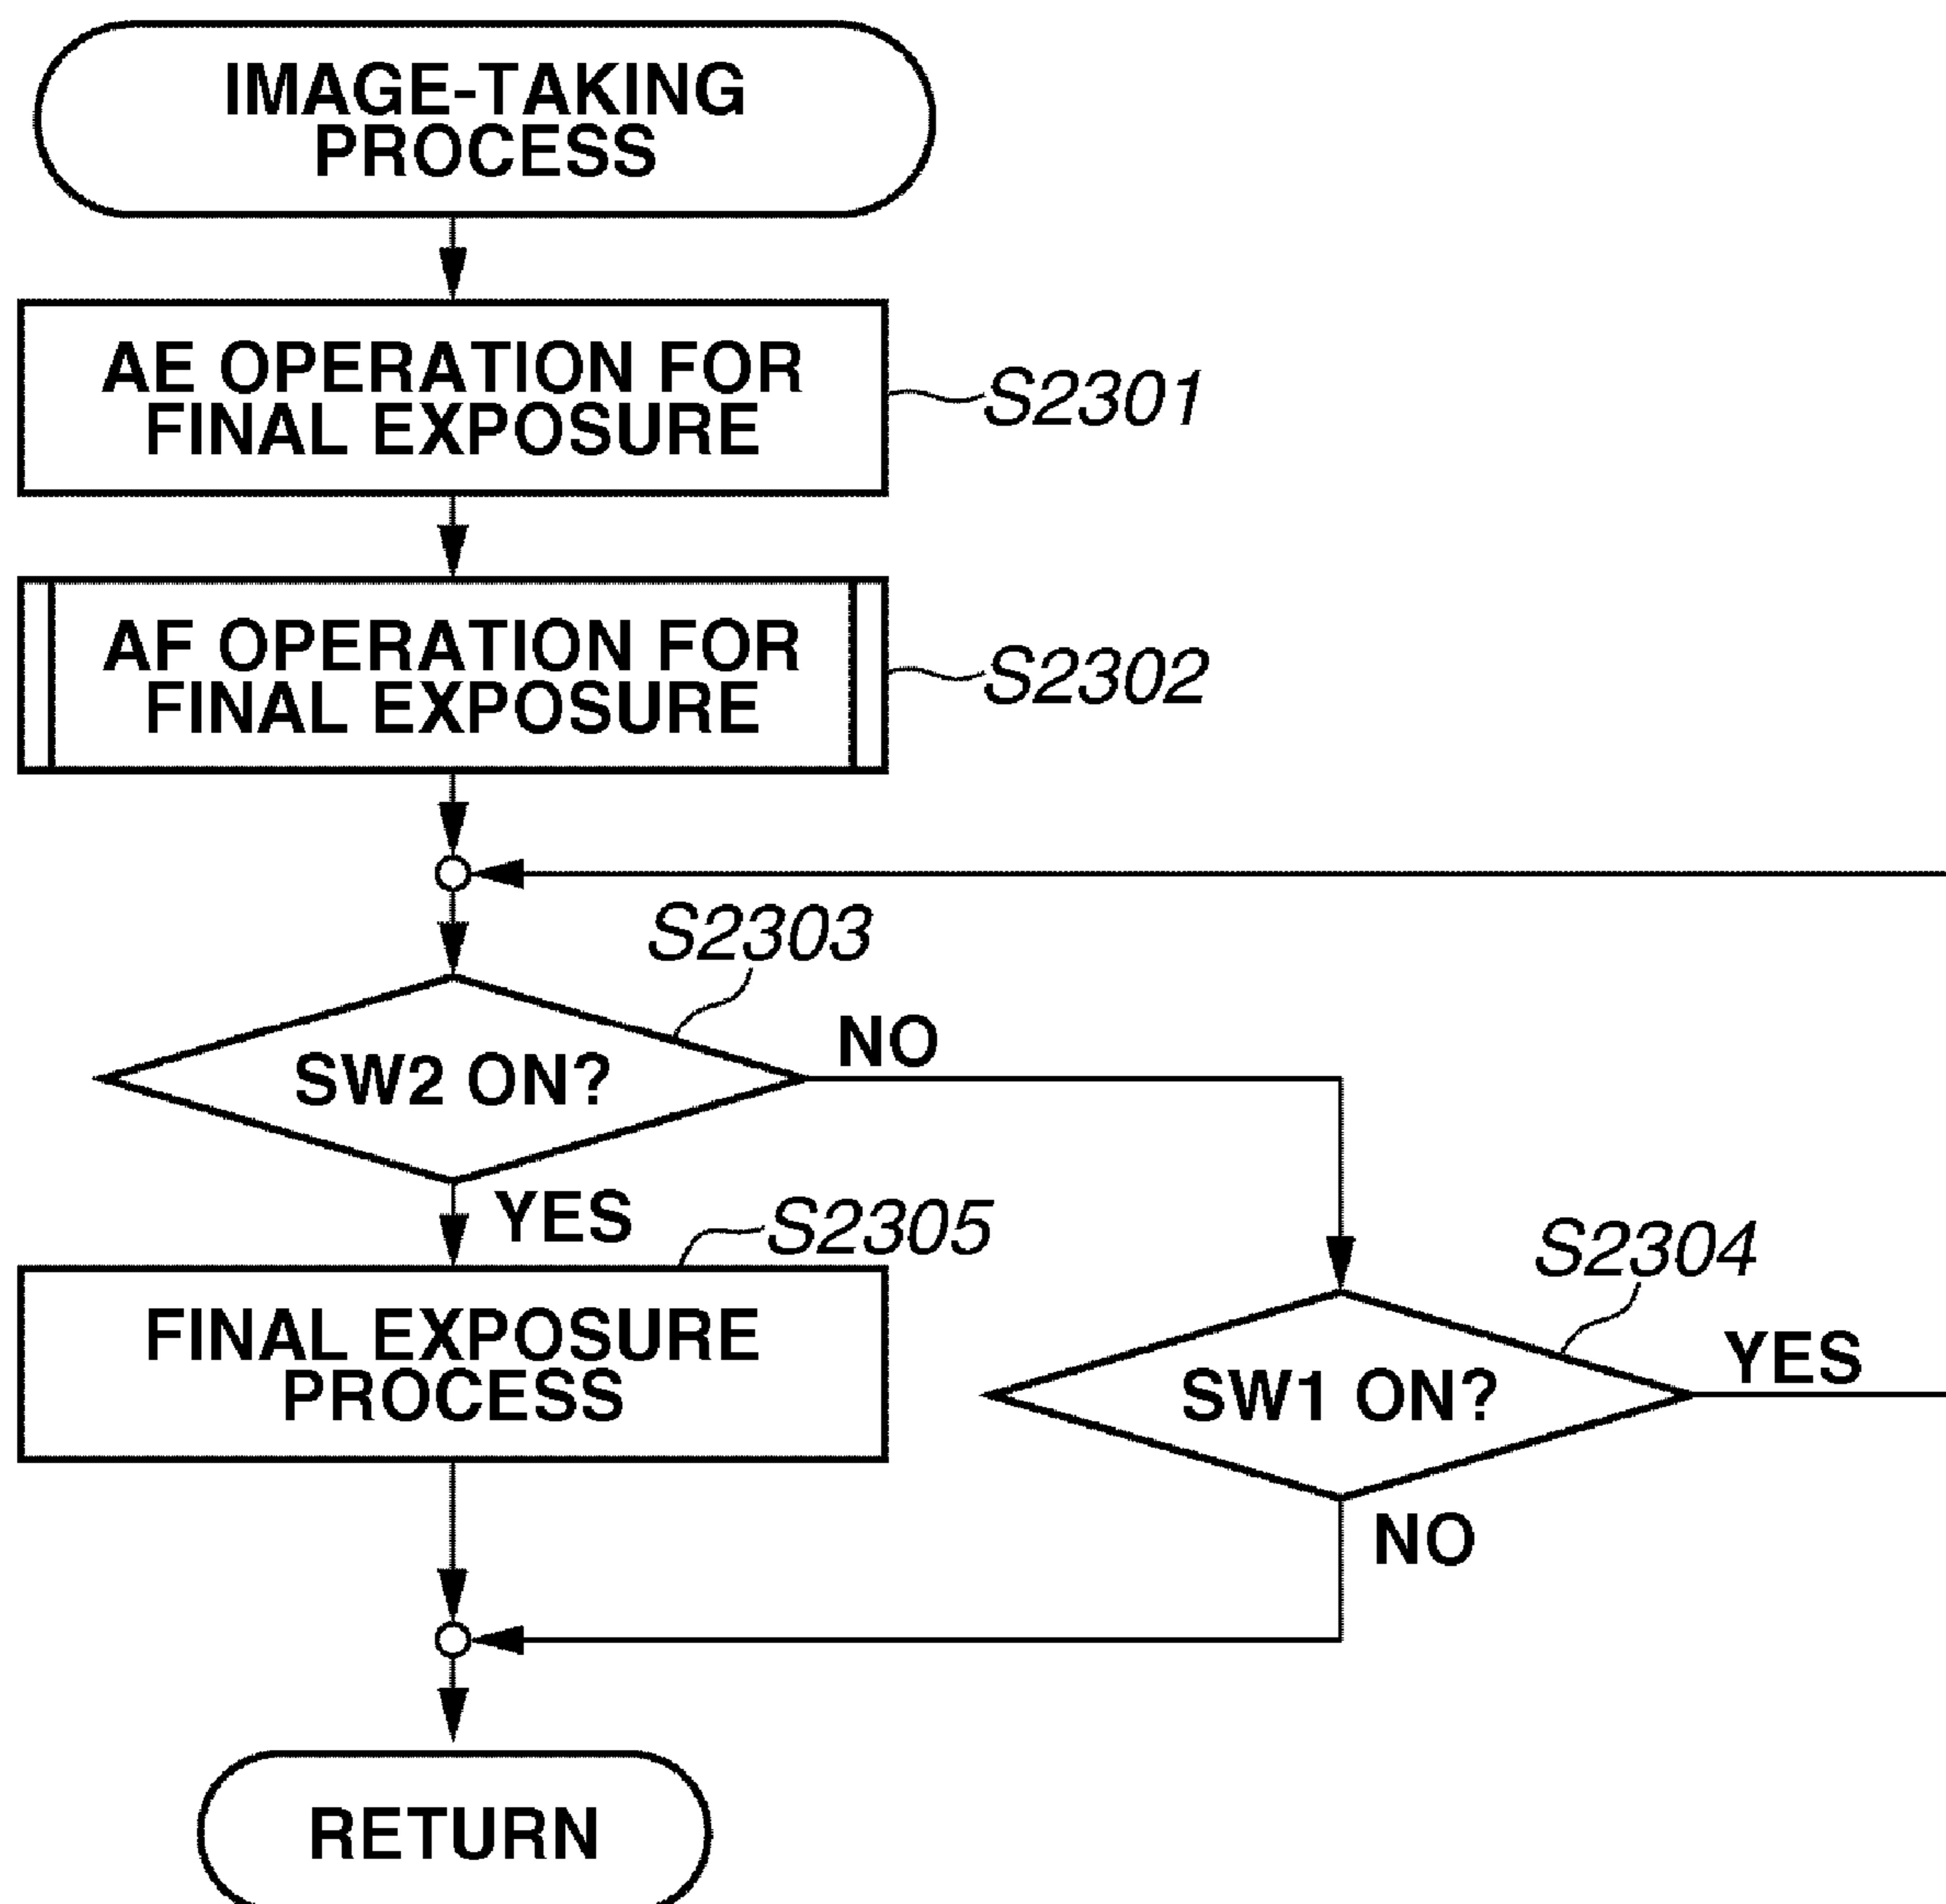 IMAGE-TAKING
PROCESS
AE OPERATION FOR
FINAL EXPOSURE
S2301
AF OPERATION FOR
FINAL EXPOSURE
S2302
S2303
SW2 ON?
NO
YES
S2305
FINAL EXPOSURE
PROCESS
S2304
SW1 ON?
YES
NO
RETURN